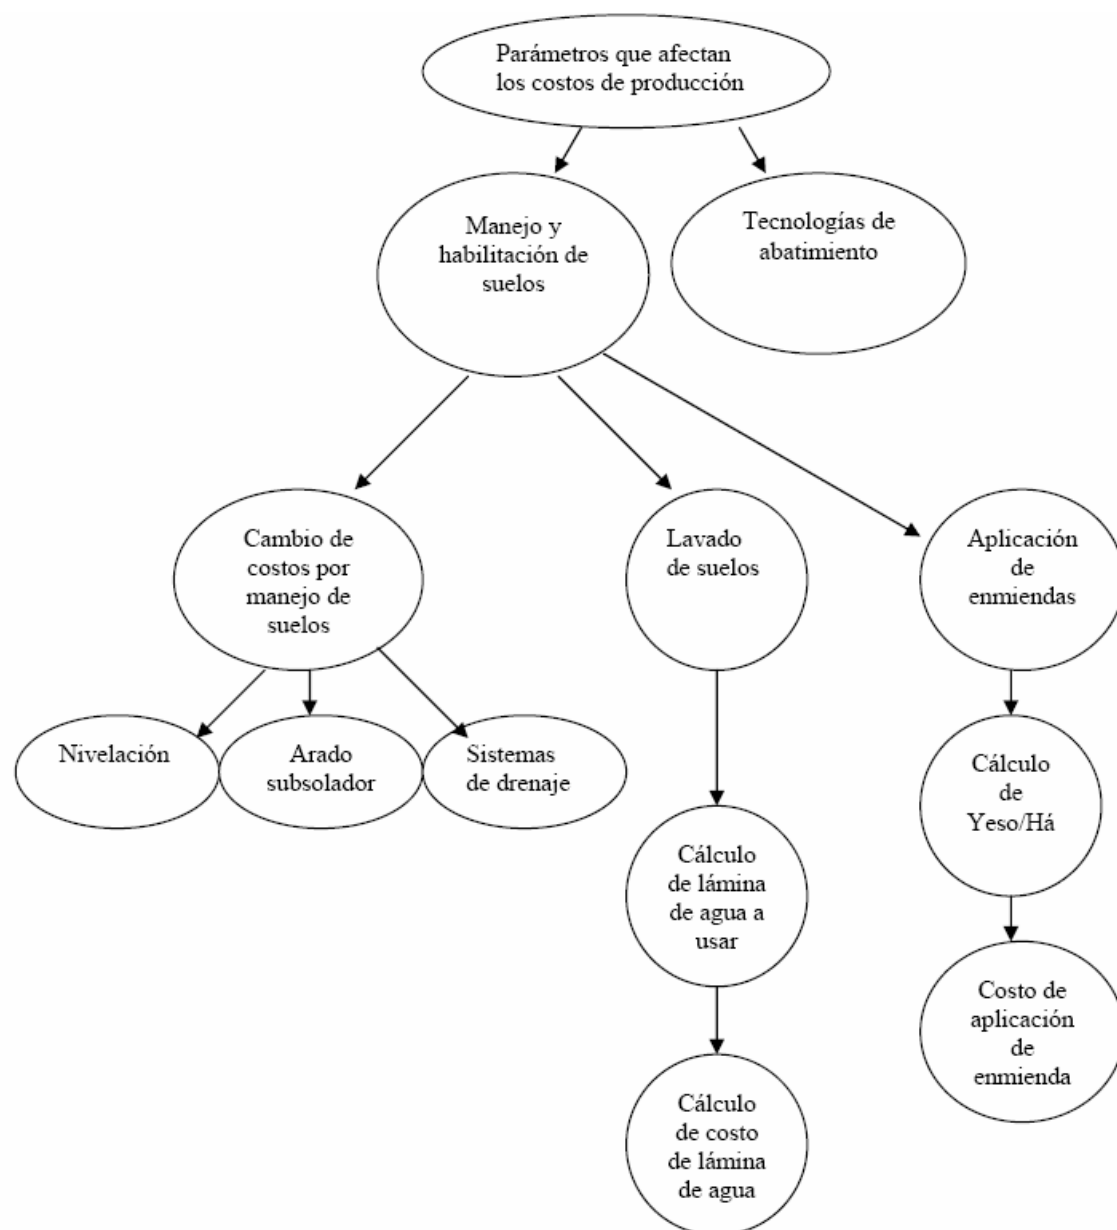 Parámetros que afectan
los costos de producción
Manejo y
habilitación de
suelos
Tecnologías de
abatimiento
Cambio de
costos por
manejo de
suelos
Lavado
de suelos
Aplicación
de
enmiendas
Nivelación
Arado
subsolador
Sistemas
de drenaje
Cálculo
de
Yeso/Há
Cálculo
de lámina
de agua a
usar
Costo de
aplicación
de
enmienda
Cálculo
de costo
de lámina
de agua